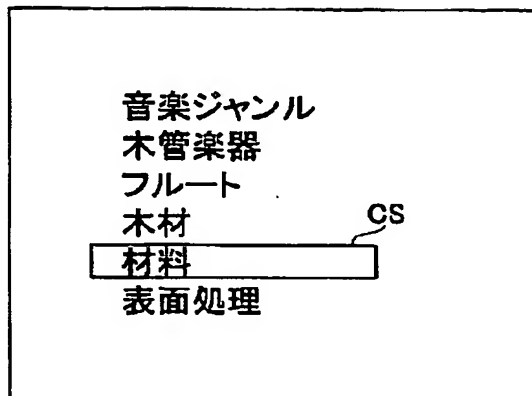 音楽ジャンル
木管楽器
フルート
木材
CS
材料
表面処理